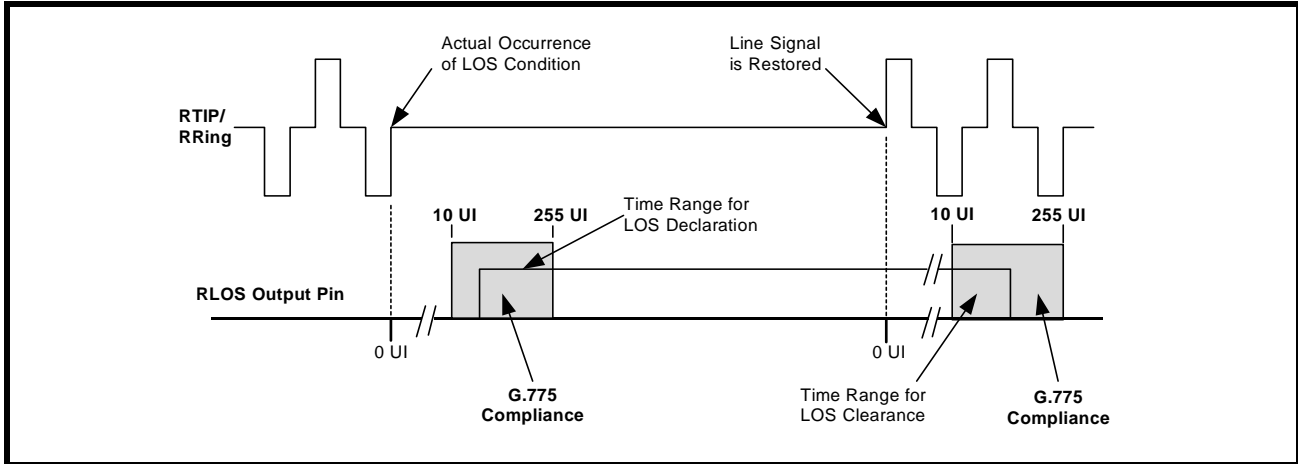 Actual Occurrence
of LOS Condition
Line Signal
is Restored
RTIP/
RRing
Time Range for
LOS Declaration
10 UI
255 UI
10 UI
255 UI
RLOS Output Pin
0 UI
0 UI
G.775
Compliance
Time Range for
LOS Clearance
G.775
Compliance